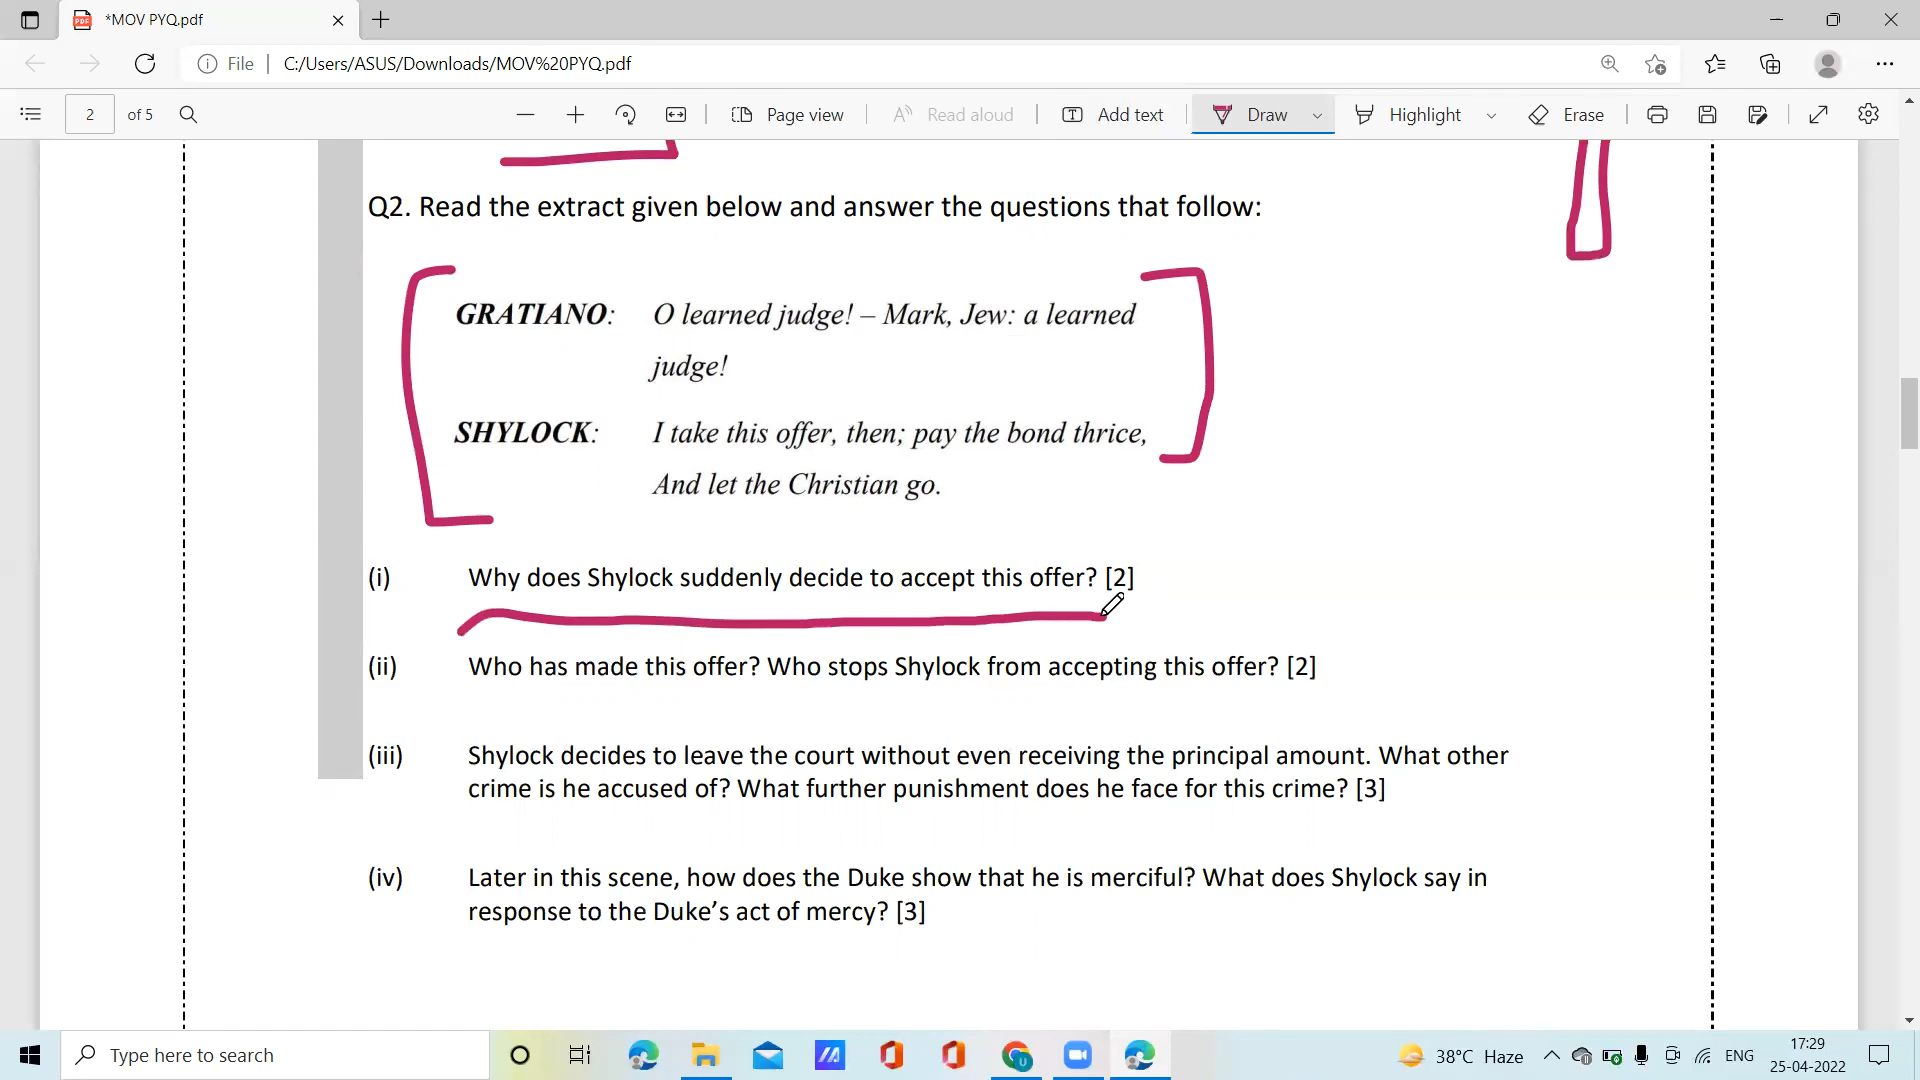 *MOV PYQ.pdf
File
C:/Users/ASUS/Downloads/MOV%20PYQ.pdf
2 of 5
Page view
Read aloud
Add text
Draw
Highlight
Erase
Q2. Read the extract given below and answer the questions that follow:
GRATIANO: O learned judge! – Mark, Jew: a learned
judge!
SHYLOCK: I take this offer, then; pay the bond thrice,
And let the Christian go.
(i) Why does Shylock suddenly decide to accept this offer? [2]
(ii) Who has made this offer? Who stops Shylock from accepting this offer? [2]
(iii) Shylock decides to leave the court without even receiving the principal amount. What other
crime is he accused of? What further punishment does he face for this crime? [3]
(iv) Later in this scene, how does the Duke show that he is merciful? What does Shylock say in
response to the Duke’s act of mercy? [3]
Type here to search
38°C Haze
ENG
17:29
25-04-2022